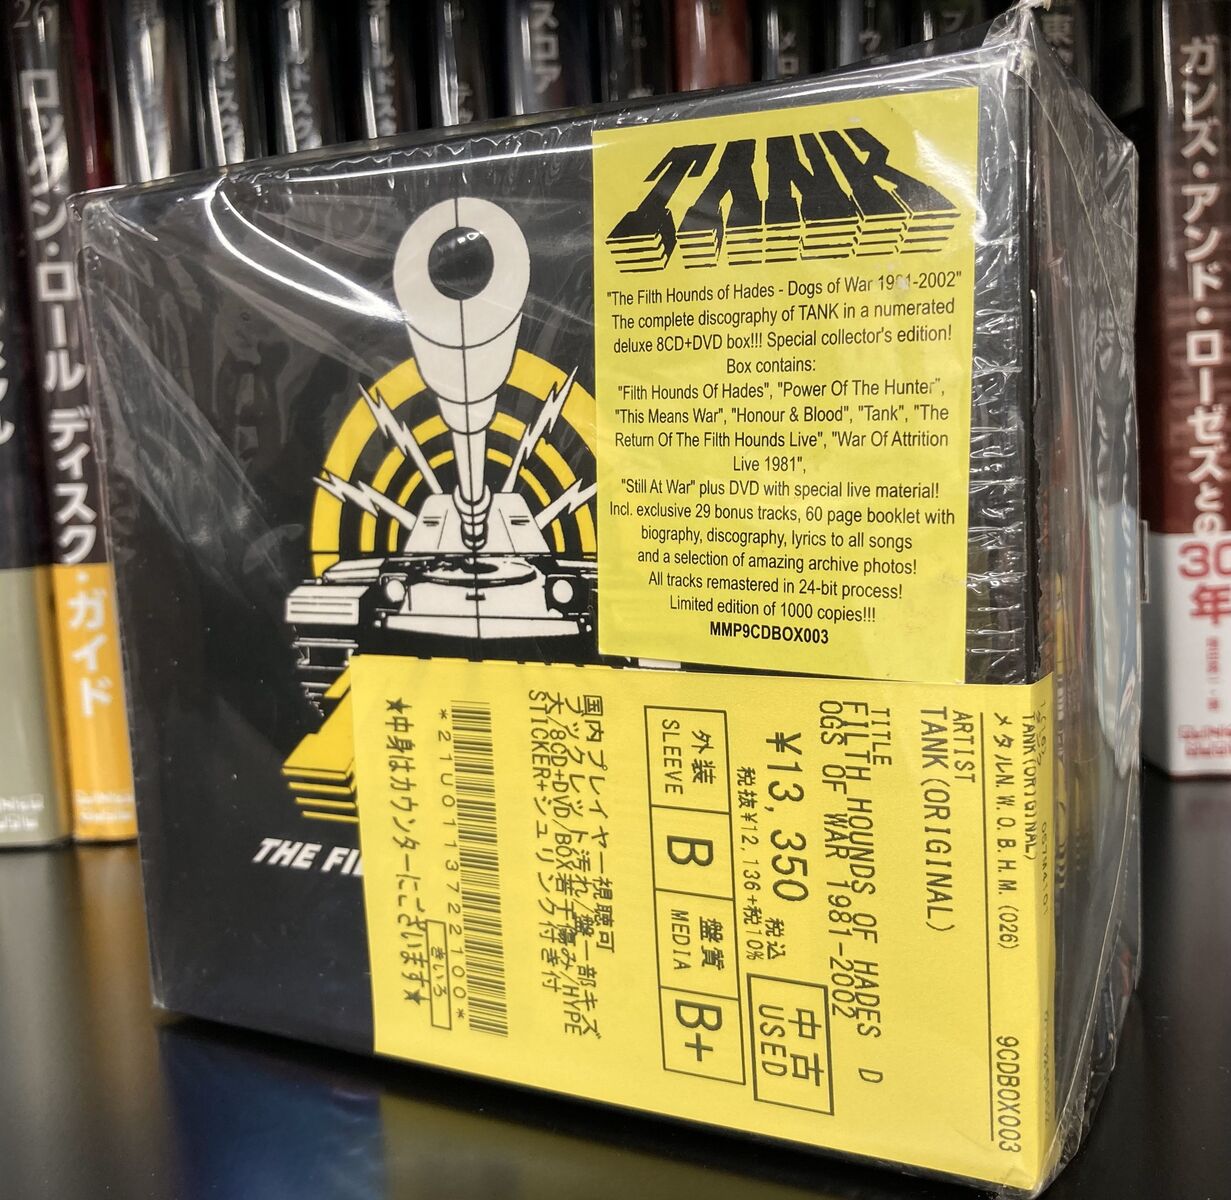 TANK
"The Filth Hounds of Hades - Dogs of War 1981-2002"
The complete discography of TANK in a numerated
deluxe 8CD+DVD box!!! Special collector's edition!
Box contains:
"Filth Hounds Of Hades", "Power Of The Hunter",
"This Means War", "Honour & Blood", "Tank", "The
Return Of The Filth Hounds Live", "War Of Attrition
Live 1981",
"Still At War" plus DVD with special live material!
Incl. exclusive 29 bonus tracks, 60 page booklet with
biography, discography, lyrics to all songs
and a selection of amazing archive photos!
All tracks remastered in 24-bit process!
Limited edition of 1000 copies!!!
MMP9CDBOX003
THE FI
メタルN.W.O.B.H.M. (026) 9CDBOX003
ARTIST
TANK(ORIGINAL)
TITLE
FILTH HOUNDS OF HADES D
OGS OF WAR 1981-2002
¥13,350 税込
税抜¥12,136+税10%
中古
USED
外装
SLEEVE
B
盤質
MEDIA
B+
国内プレイヤー視聴可
ブックレット汚れ/盤一部キズ
大/8CD+DVD/BOX若干傷み/HYPE
STICKER+シュリンク付き付
*21U0113722100*
きいろ
★中身はカウンターにございます★
ロックン・ロール ディスク・ガイド
スコア
ガンズ・アンド・ローゼズとの
30
年